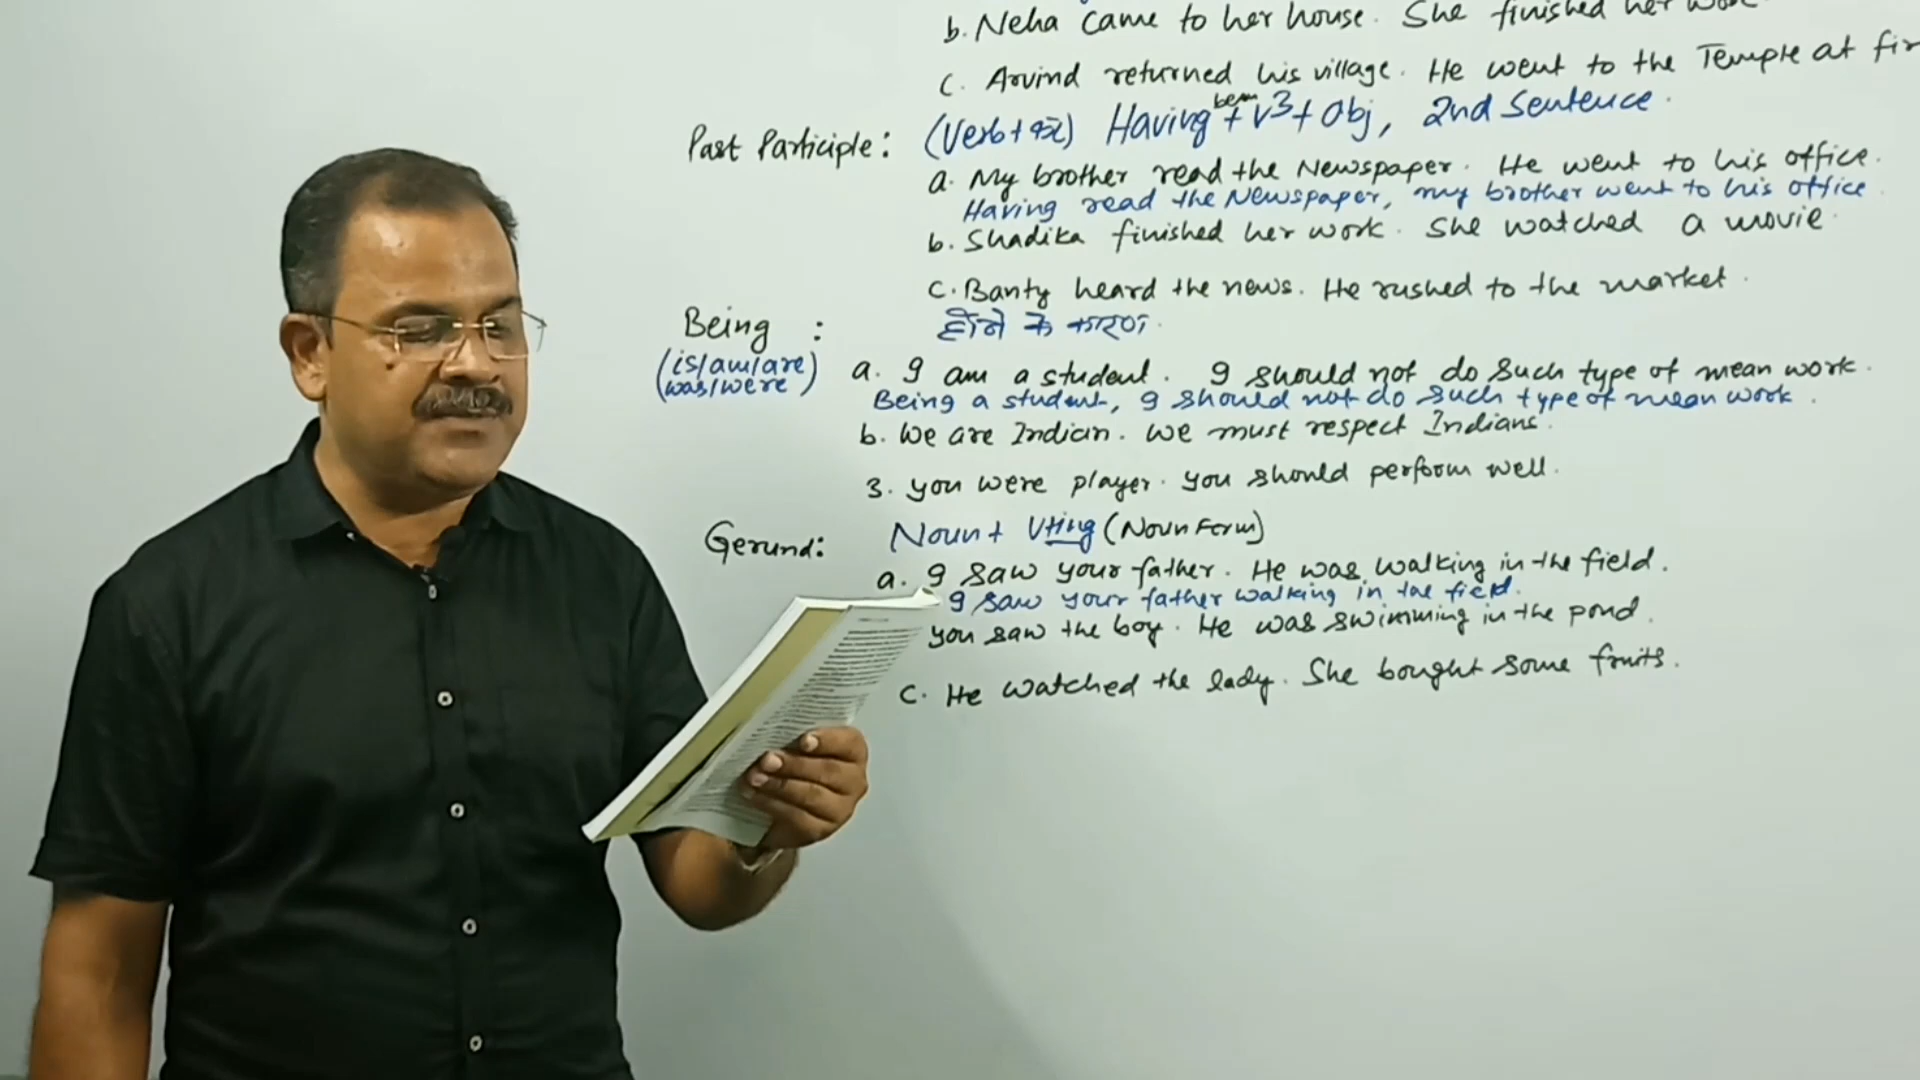 b. Neha came to her house. She finished her
c. Arvind returned his village. He went to the Temple at
Past Participle: (Verb+कर) Having been + V3 + Obj, 2nd Sentence.
a. My brother read the Newspaper. He went to his office.
Having read the Newspaper, my brother went to his office.
b. Shadika finished her work. She watched a movie.
c. Banty heard the news. He rushed to the market.
Being : होने के कारण.
(is/am/are)
(was/were)
a. I am a student. I should not do such type of mean work.
Being a student, I should not do such type of mean work.
b. We are Indian. We must respect Indians.
3. you were player. you should perform well.
Gerund: Noun + V+ing (Noun Form)
a. I saw your father. He was walking in the field.
I saw your father walking in the field.
you saw the boy. He was swimming in the pond.
c. He watched the lady. She bought some fruits.